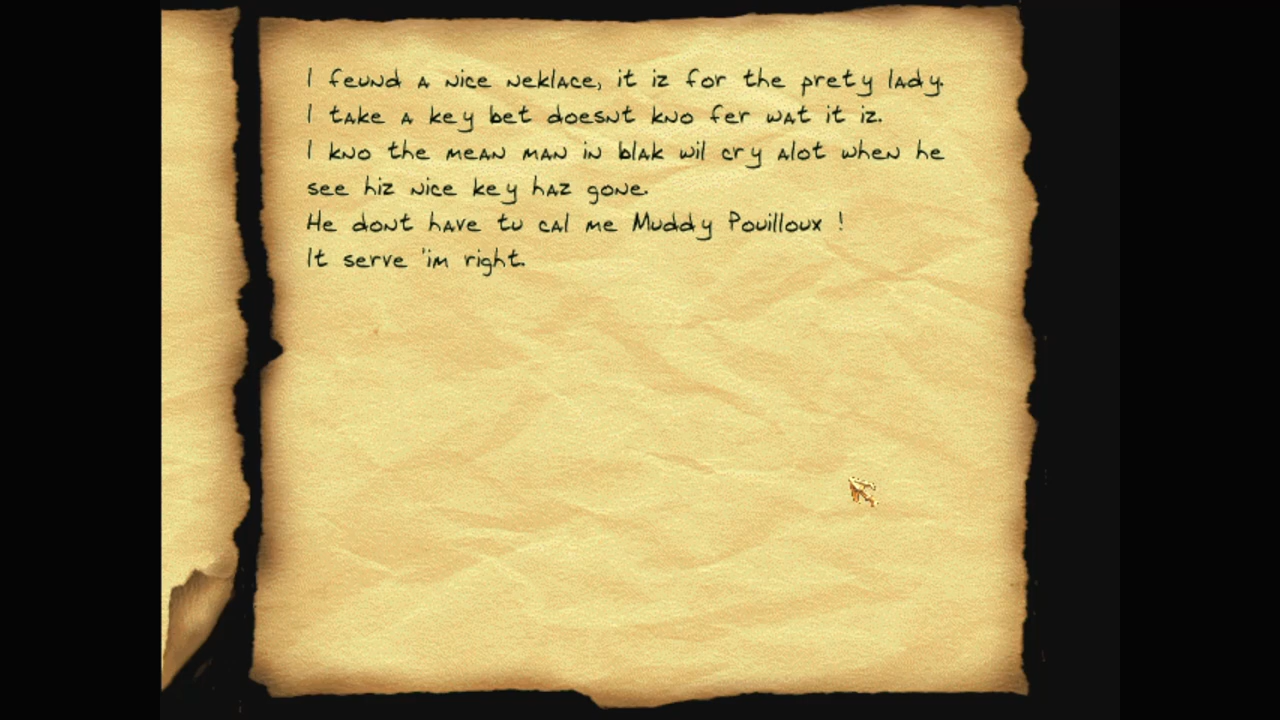 I feund a nice neklace, it iz for the prety lady.
I take a key bet doesnt kno fer wat it iz.
I kno the mean man in blak wil cry alot when he
see hiz nice key haz gone.
He dont have tu cal me Muddy Pouilloux !
It serve 'im right.